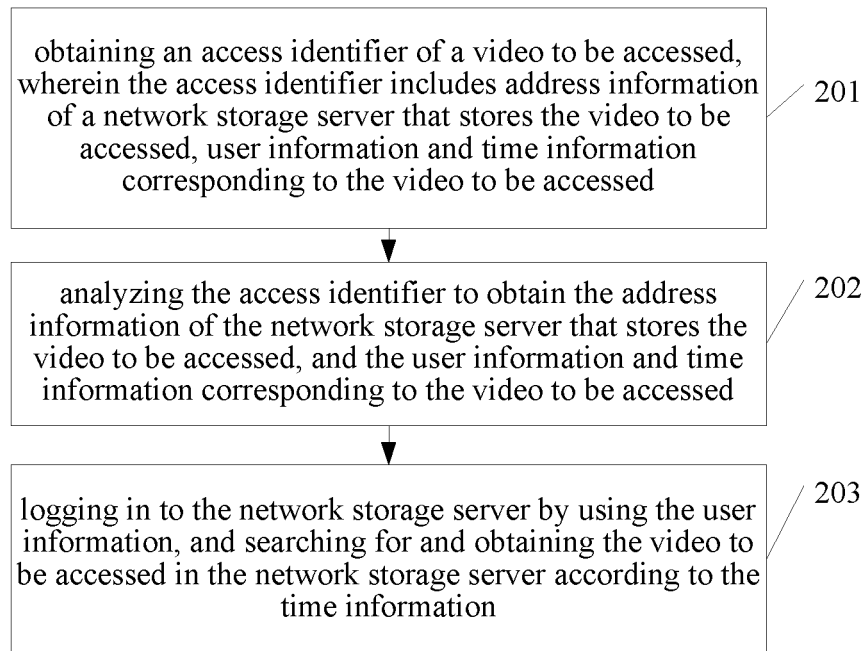 obtaining an access identifier of a video to be accessed,
wherein the access identifier includes address information
of a network storage server that stores the video to be
accessed, user information and time information
corresponding to the video to be accessed
201
analyzing the access identifier to obtain the address
information of the network storage server that stores the
video to be accessed, and the user information and time
information corresponding to the video to be accessed
202
logging in to the network storage server by using the user
information, and searching for and obtaining the video to
be accessed in the network storage server according to the
time information
203